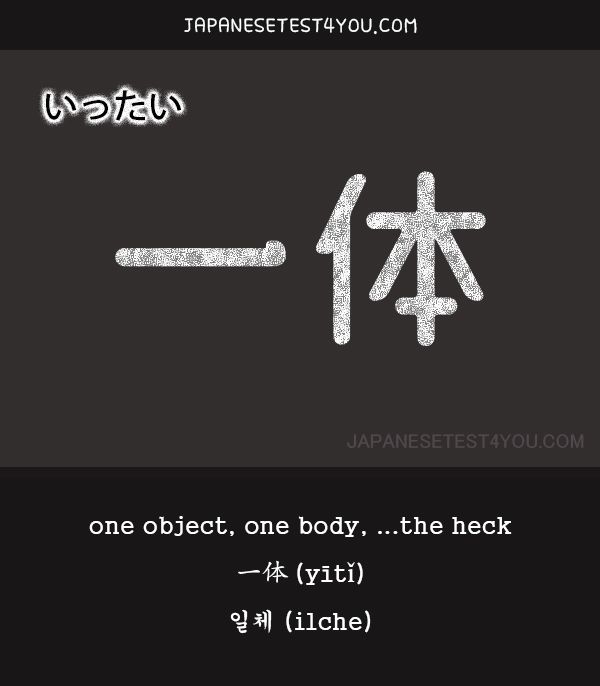 JAPANESETEST4YOU.COM
いったい
一体
JAPANESETEST4YOU.COM
one object, one body, ...the heck
一体 (yītǐ)
일체 (ilche)